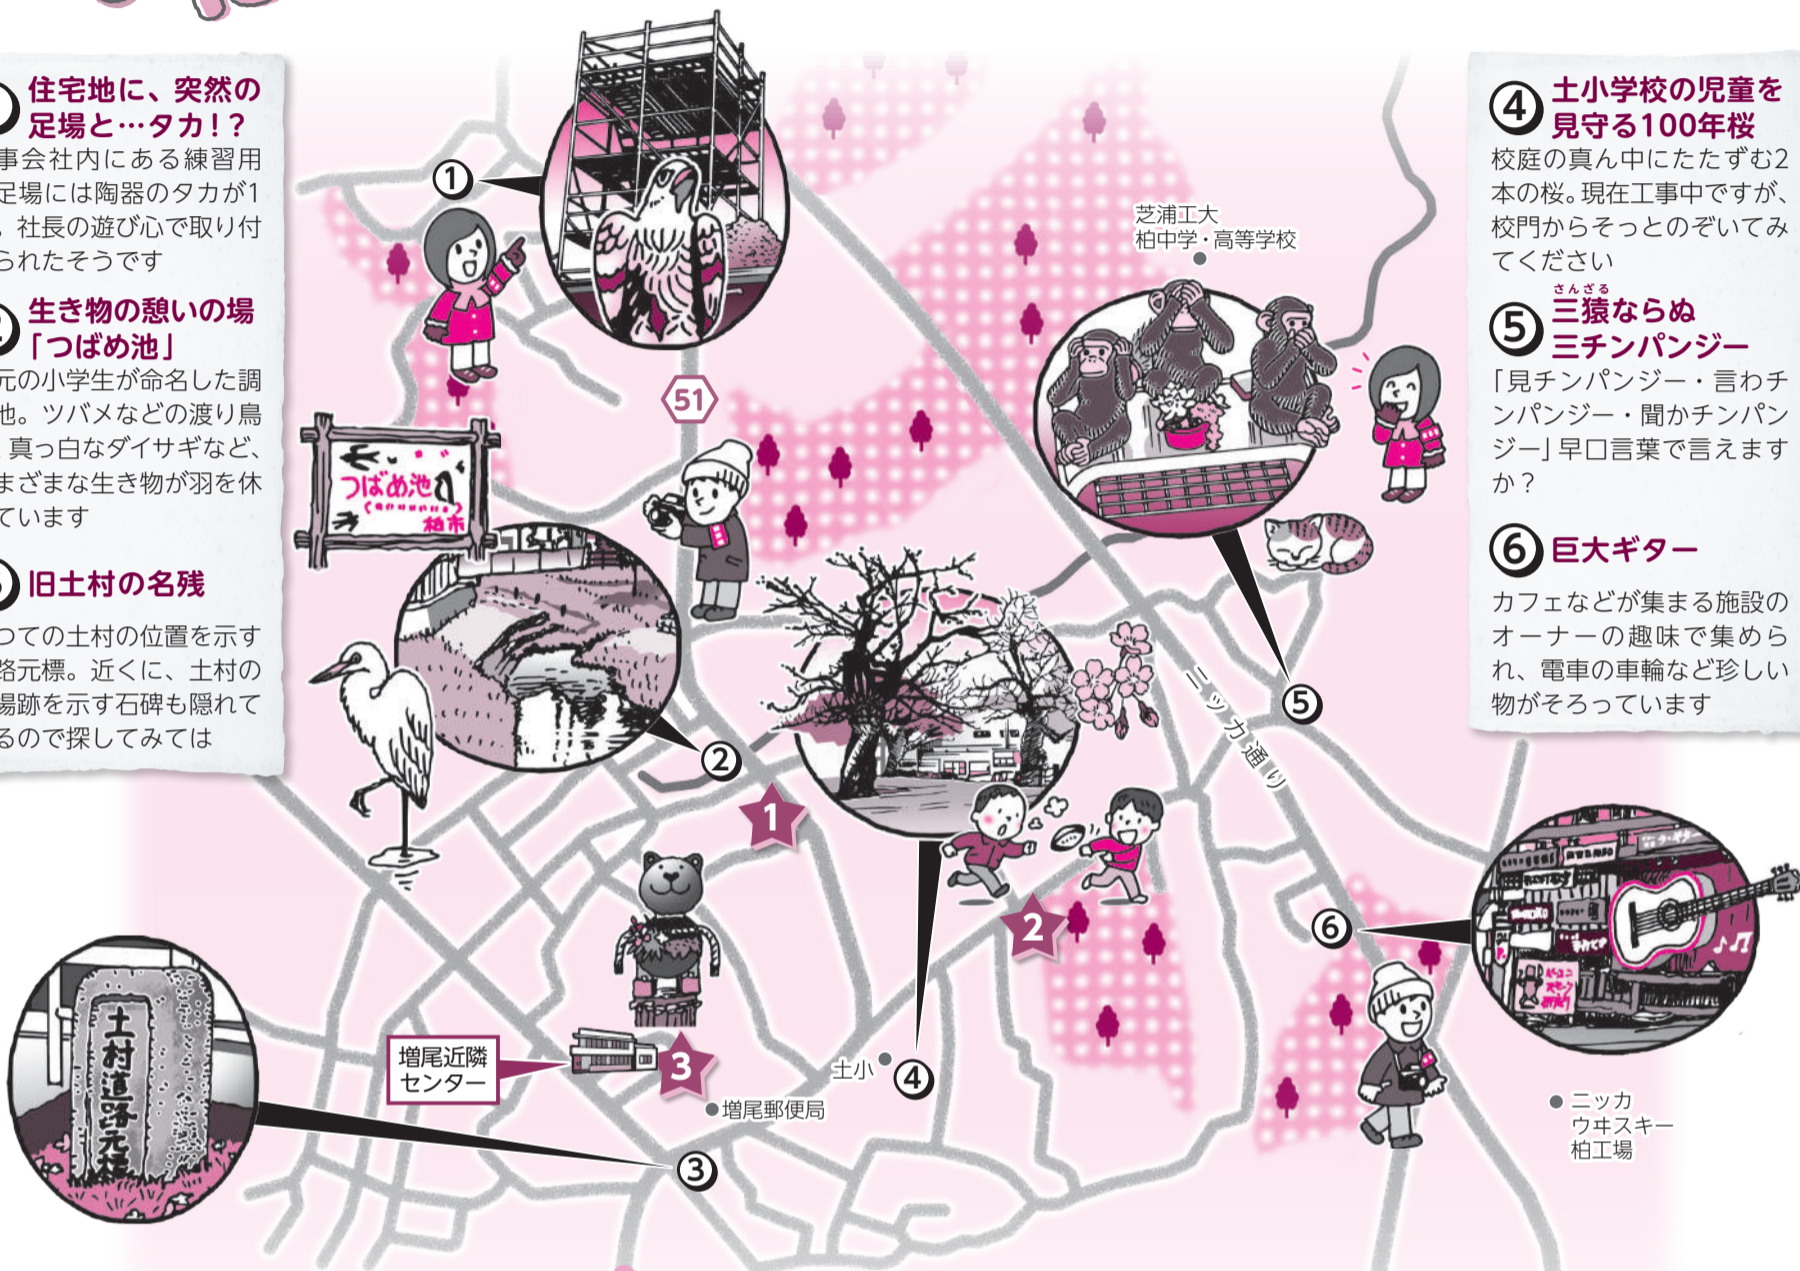 住宅地に、突然の
足場と…タカ!?
事会社内にある練習用
足場には陶器のタカが1
。社長の遊び心で取り付
られたそうです
生き物の憩いの場
「つばめ池」
元の小学生が命名した調
池。ツバメなどの渡り鳥
真っ白なダイサギなど、
まざまな生き物が羽を休
ています
旧土村の名残
つての土村の位置を示す
路元標。近くに、土村の
場跡を示す石碑も隠れて
るので探してみては
①
51
つばめ池
柏市
②
1
土村道路元標
増尾近隣
センター
3
増尾郵便局
③
芝浦工大
柏中学・高等学校
ニッカ通り
⑤
2
土小
④
⑥
ニッカ
ウヰスキー
柏工場
④ 土小学校の児童を
見守る100年桜
校庭の真ん中にたたずむ2
本の桜。現在工事中ですが、
校門からそっとのぞいてみ
てください
さんざる
⑤ 三猿ならぬ
三チンパンジー
「見チンパンジー・言わチ
ンパンジー・聞かチンパン
ジー」早口言葉で言えます
か?
⑥ 巨大ギター
カフェなどが集まる施設の
オーナーの趣味で集めら
れ、電車の車輪など珍しい
物がそろっています